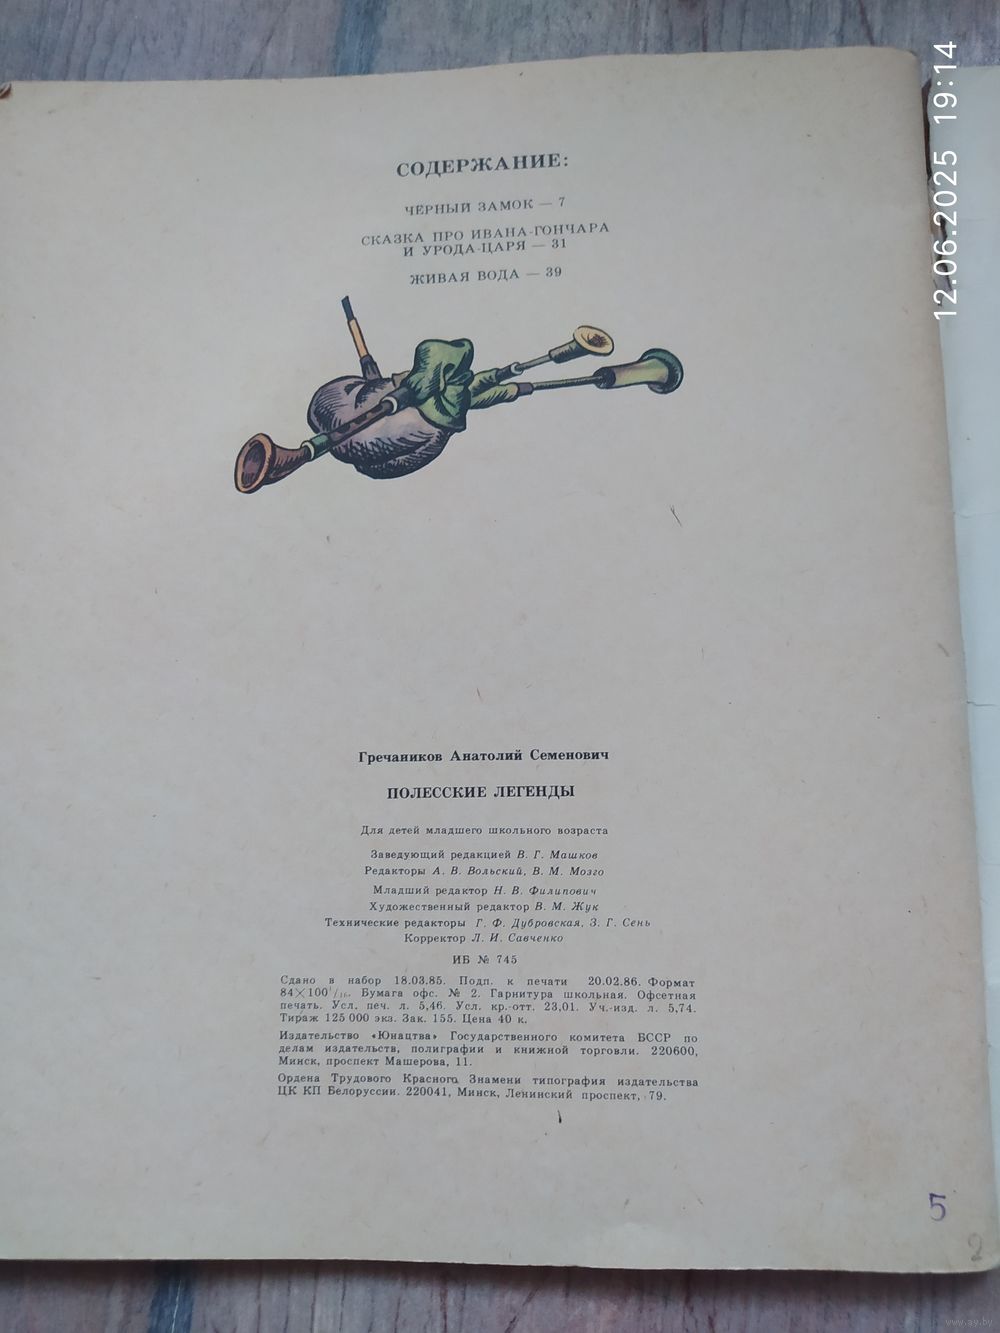 СОДЕРЖАНИЕ:
ЧЕРНЫЙ ЗАМОК — 7
СКАЗКА ПРО ИВАНА-ГОНЧАРА
И УРОДА-ЦАРЯ — 31
ЖИВАЯ ВОДА — 39
Гречаников Анатолий Семенович
ПОЛЕССКИЕ ЛЕГЕНДЫ
Для детей младшего школьного возраста
Заведующий редакцией В. Г. Машков
Редакторы А. В. Вольский, В. М. Мозго
Младший редактор Н. В. Филипович
Художественный редактор В. М. Жук
Технические редакторы Г. Ф. Дубровская, З. Г. Сень
Корректор Л. И. Савченко
ИБ № 745
Сдано в набор 18.03.85. Подп. к печати 20.02.86. Формат
84×100¹/₁₆. Бумага офс. № 2. Гарнитура школьная. Офсетная
печать. Усл. печ. л. 5,46. Усл. кр.-отт. 23,01. Уч.-изд. л. 5,74.
Тираж 125 000 экз. Зак. 155. Цена 40 к.
Издательство «Юнацтва» Государственного комитета БССР по
делам издательств, полиграфии и книжной торговли. 220600,
Минск, проспект Машерова, 11.
Ордена Трудового Красного Знамени типография издательства
ЦК КП Белоруссии. 220041, Минск, Ленинский проспект, 79.
5
2
12.06.2025 19:14
www.ay.by